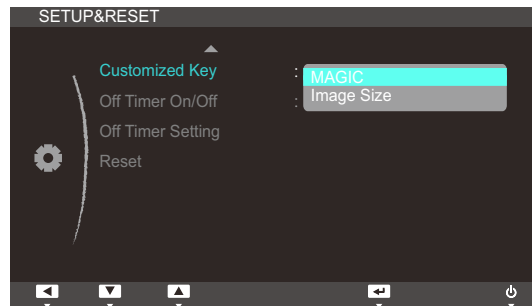 SETUP&RESET
Customized Key : MAGIC
Image Size
Off Timer On/Off :
Off Timer Setting
Reset